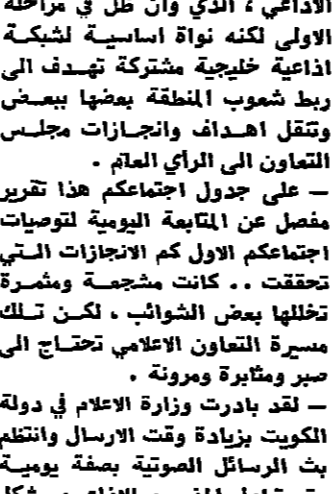 الاذاعي ، الذي وان ظل في مراحله
الاولى لكنه نواة اساسية لشبكة
اذاعية خليجية مشتركة تهدف الى
ربط شعوب المنطقة بعضها ببعض
وتنقل اهداف وانجازات مجلس
التعاون الى الرأي العام .
– على جدول اجتماعكم هذا تقرير
مفصل عن المتابعة اليومية لتوصيات
اجتماعكم الاول كم الانجازات التي
تحققت .. كانت مشجعة ومثمرة
تخللها بعض الشوائب ، لكن تلك
مسيرة التعاون الاعلامي تحتاج الى
صبر ومثابرة ومرونة .
– لقد بادرت وزارة الاعلام في دولة
الكويت بزيادة وقت الارسال وانتظم
بث الرسائل الصوتية بصفة يومية